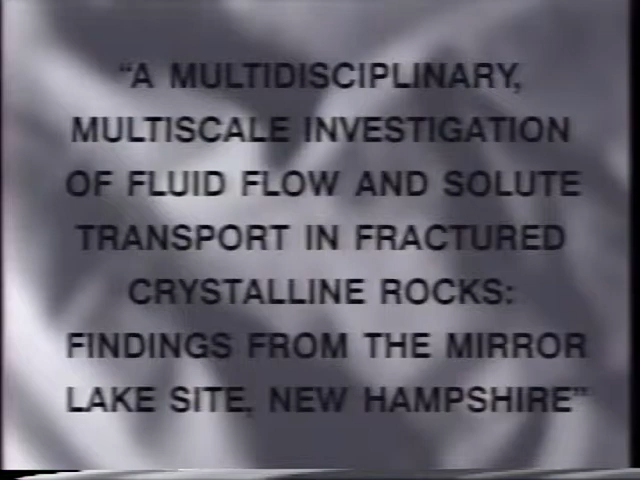 “A MULTIDISCIPLINARY,
MULTISCALE INVESTIGATION
OF FLUID FLOW AND SOLUTE
TRANSPORT IN FRACTURED
CRYSTALLINE ROCKS:
FINDINGS FROM THE MIRROR
LAKE SITE, NEW HAMPSHIRE”